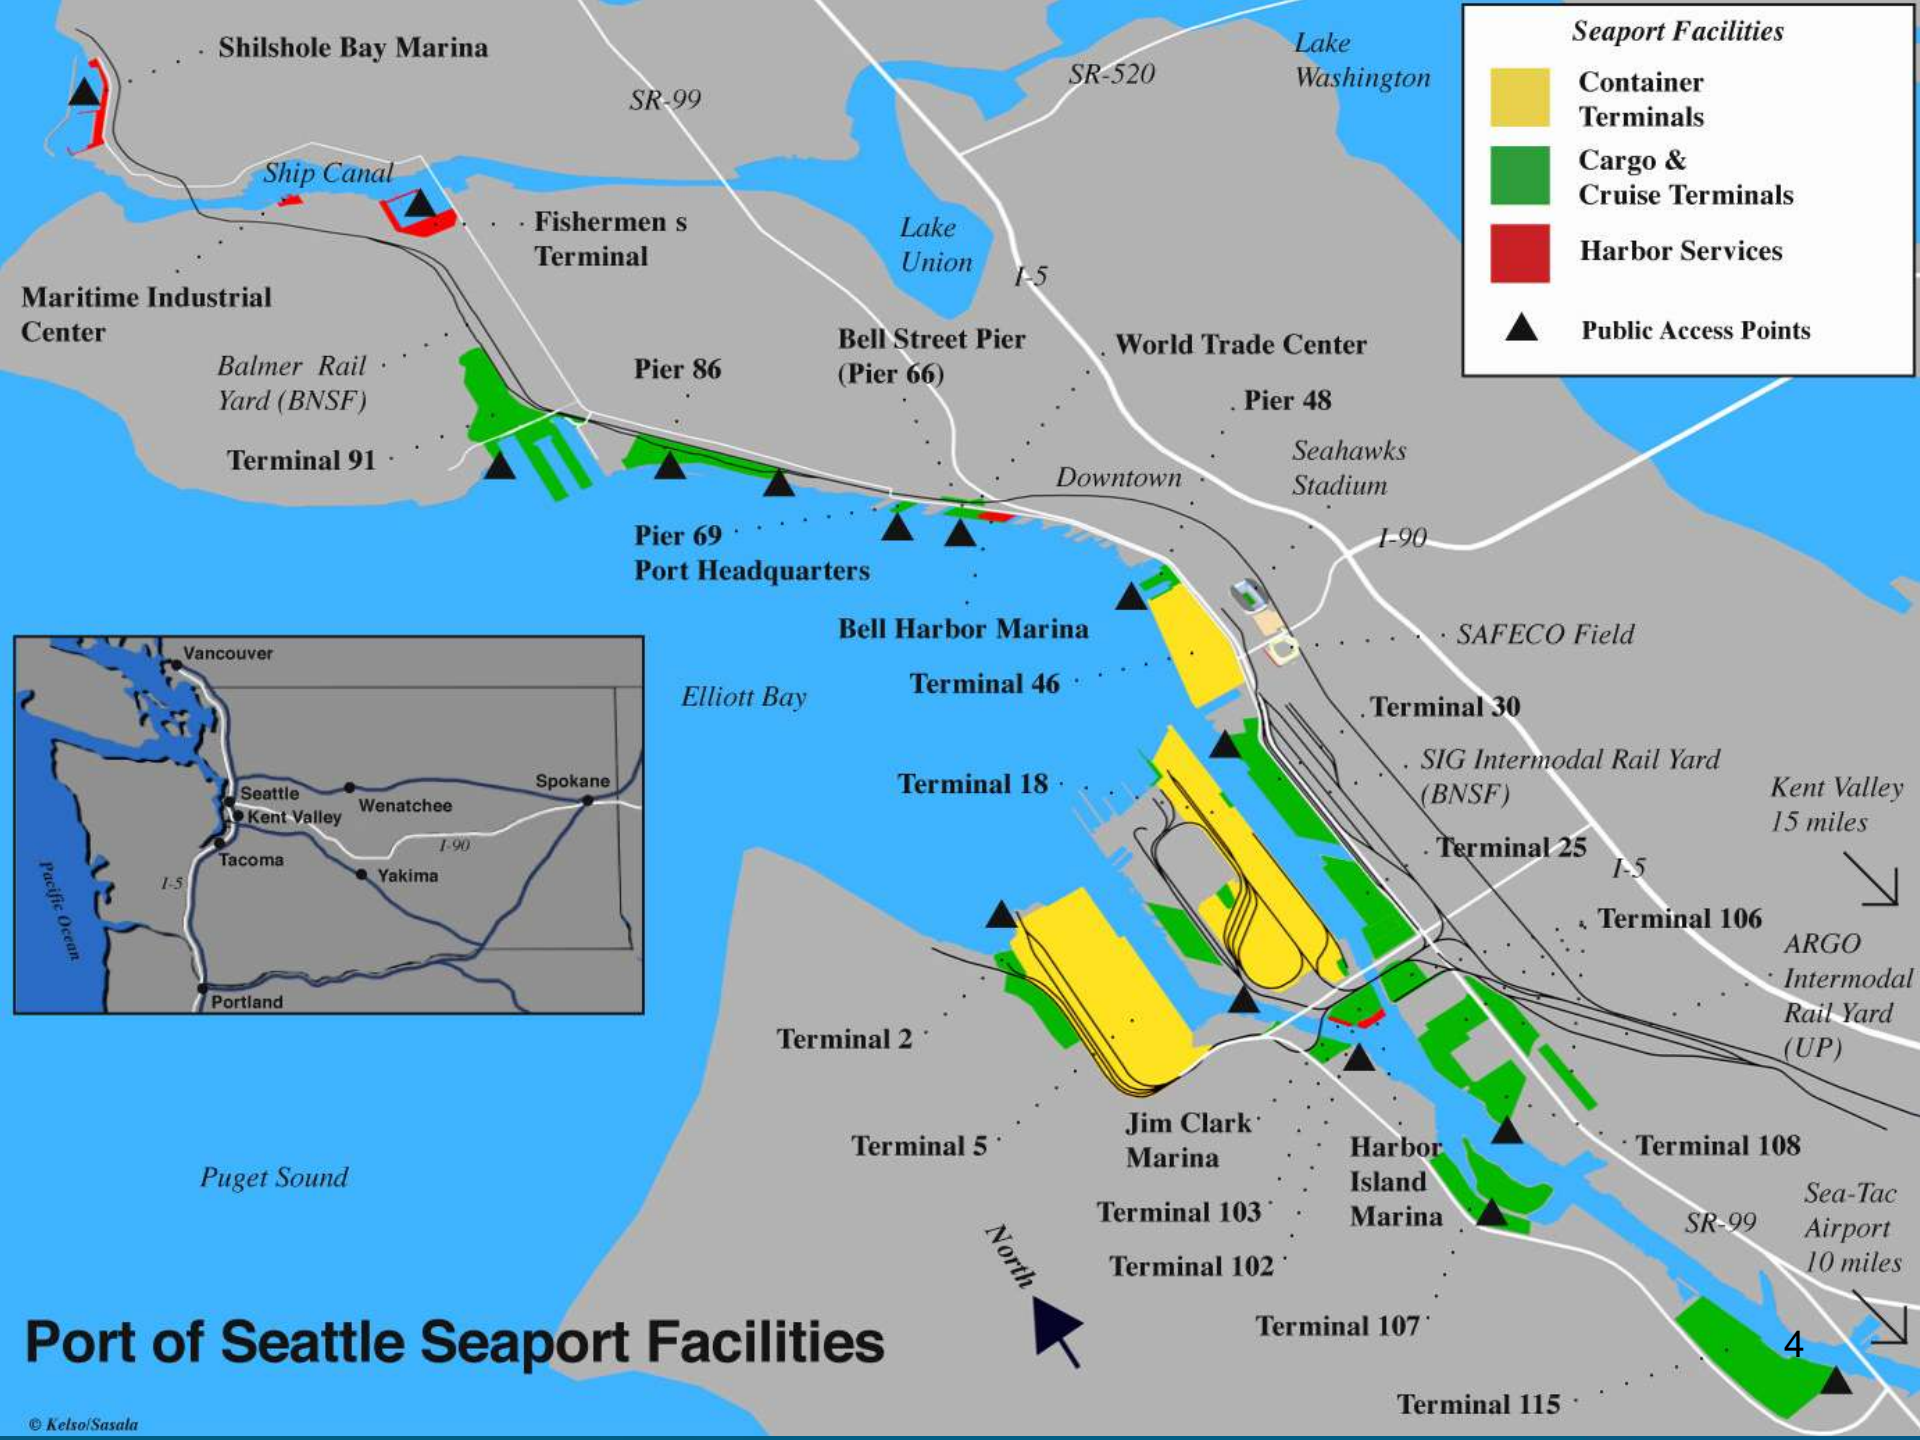 Shilshole Bay Marina
SR-99
SR-520
Lake
Washington
Seaport Facilities
Container
Terminals
Cargo &
Cruise Terminals
Harbor Services
Public Access Points
Ship Canal
Fishermen s
Terminal
Lake
Union
I-5
Maritime Industrial
Center
Balmer Rail
Yard (BNSF)
Terminal 91
Pier 86
Bell Street Pier
(Pier 66)
World Trade Center
Pier 48
Seahawks
Stadium
Downtown
I-90
Pier 69
Port Headquarters
Bell Harbor Marina
SAFECO Field
Terminal 46
Elliott Bay
Terminal 30
SIG Intermodal Rail Yard
(BNSF)
Terminal 18
Kent Valley
15 miles
Terminal 25
I-5
Terminal 106
ARGO
Intermodal
Rail Yard
(UP)
Vancouver
Seattle
Kent Valley
Wenatchee
Spokane
I-90
Tacoma
I-5
Yakima
Pacific Ocean
Portland
Terminal 2
Terminal 5
Jim Clark
Marina
Harbor
Island
Marina
Terminal 108
Terminal 103
Terminal 102
Puget Sound
North
SR-99
Sea-Tac
Airport
10 miles
Terminal 107
Port of Seattle Seaport Facilities
4
Terminal 115
© Kelso/Sasala